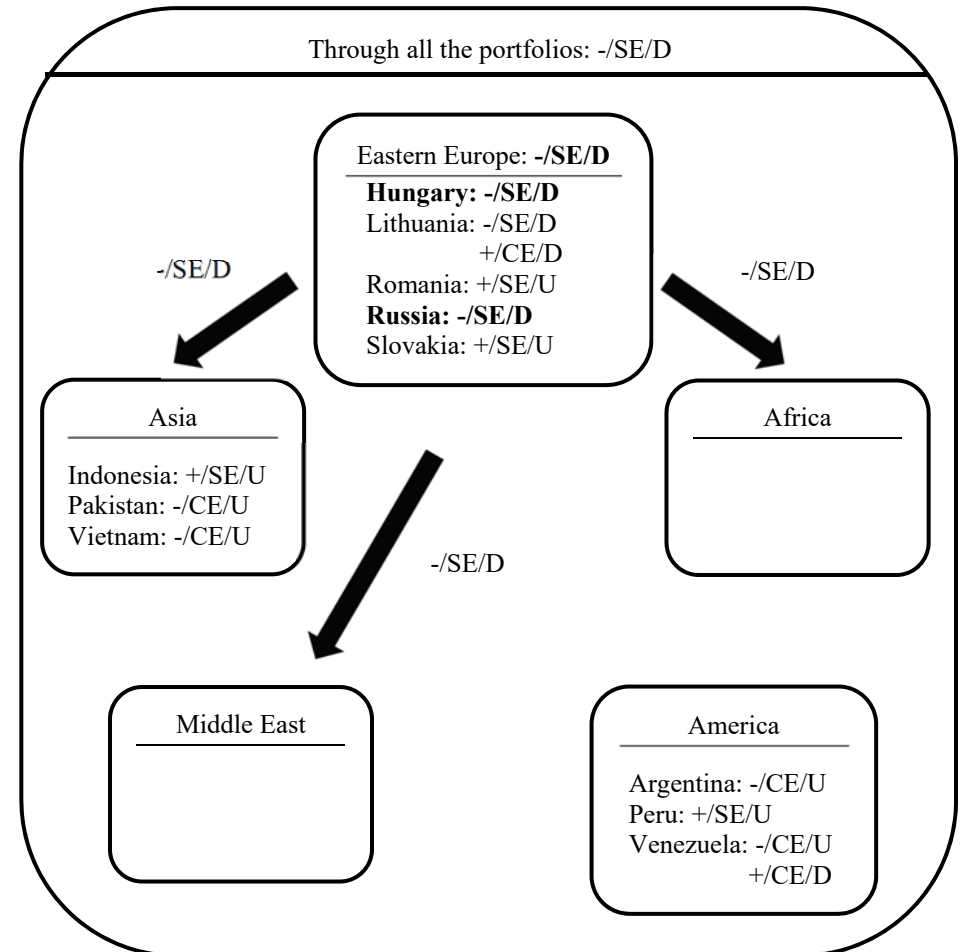 Through all the portfolios: -/SE/D
Eastern Europe: -/SE/D
Hungary: -/SE/D
Lithuania: -/SE/D
+/CE/D
Romania: +/SE/U
Russia: -/SE/D
Slovakia: +/SE/U
-/SE/D
-/SE/D
Asia
Indonesia: +/SE/U
Pakistan: -/CE/U
Vietnam: -/CE/U
Africa
-/SE/D
Middle East
America
Argentina: -/CE/U
Peru: +/SE/U
Venezuela: -/CE/U
+/CE/D